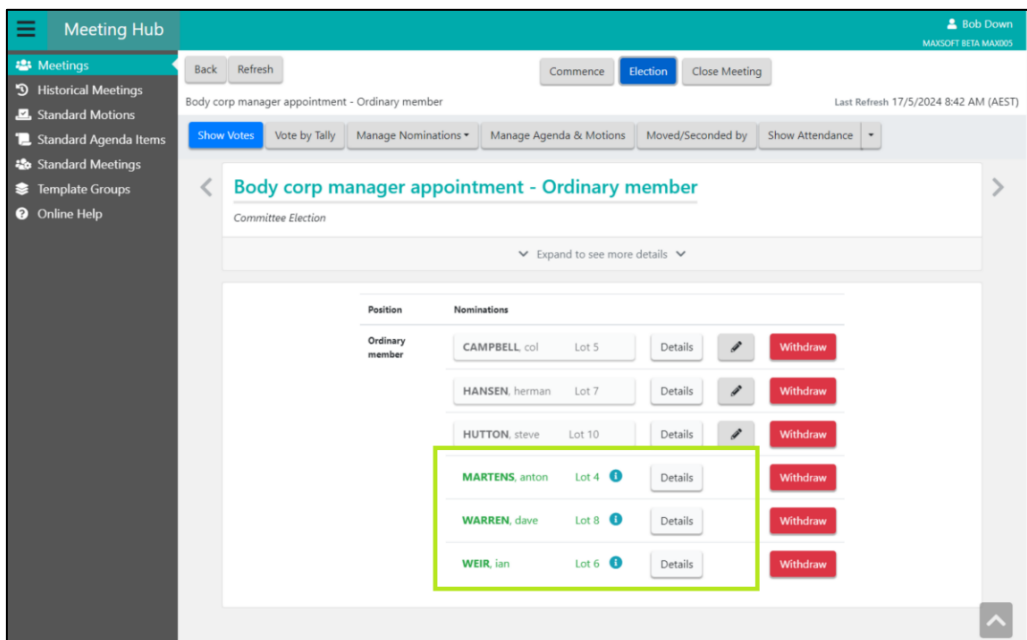 Meeting Hub
Bob Down
MAXSOFT BETA MAX005
Meetings
Historical Meetings
Standard Motions
Standard Agenda Items
Standard Meetings
Template Groups
Online Help
Back Refresh Commence Election Close Meeting
Body corp manager appointment - Ordinary member Last Refresh 17/5/2024 8:42 AM (AEST)
Show Votes Vote by Tally Manage Nominations Manage Agenda & Motions Moved/Seconded by Show Attendance
Body corp manager appointment - Ordinary member
Committee Election
Expand to see more details
Position Nominations
Ordinary member
CAMPBELL, col Lot 5 Details Withdraw
HANSEN, herman Lot 7 Details Withdraw
HUTTON, steve Lot 10 Details Withdraw
MARTENS, anton Lot 4 Details Withdraw
WARREN, dave Lot 8 Details Withdraw
WEIR, ian Lot 6 Details Withdraw